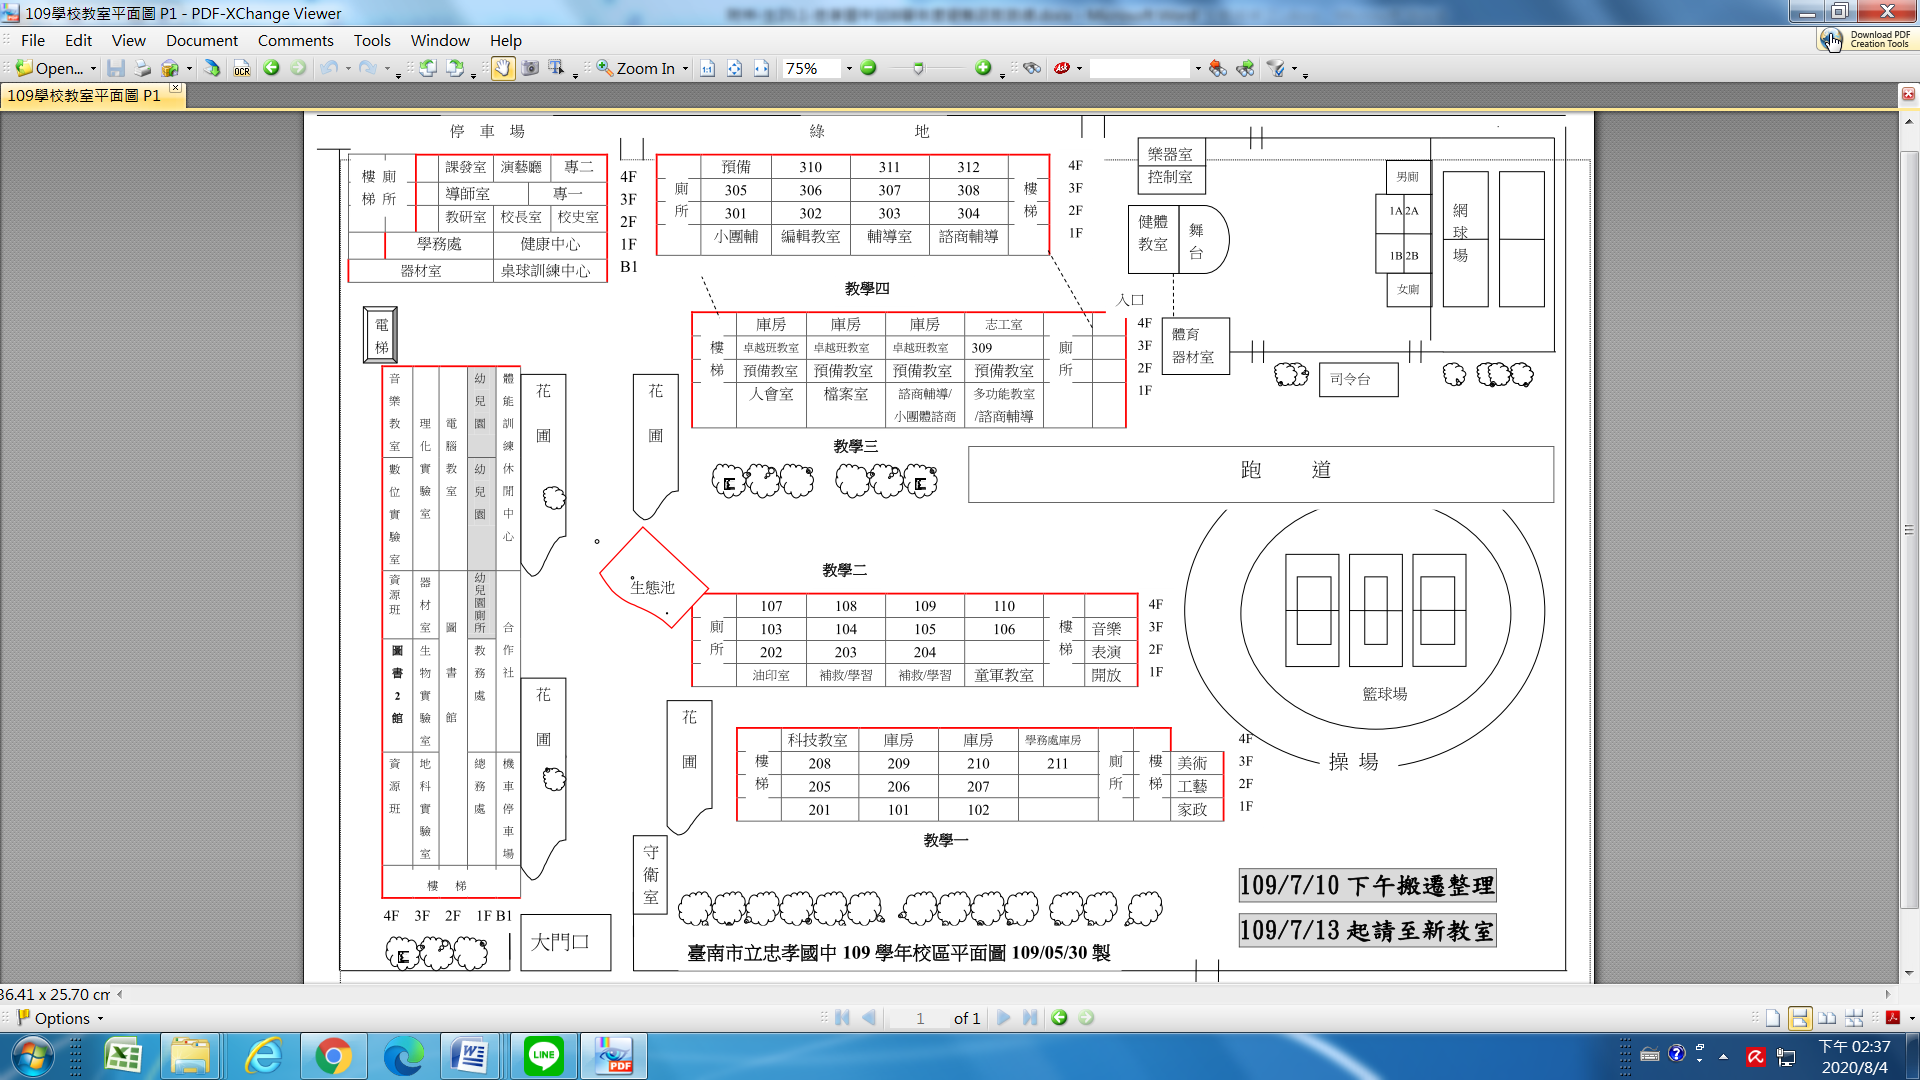 109學校教室平面圖 P1 - PDF-XChange Viewer
File Edit View Document Comments Tools Window Help
Download PDF
Creation Tools
Open... OCR Zoom In 75% Ask
109學校教室平面圖 P1
停 車 場
綠 地
樓梯 廁所
課發室 演藝廳 專二 4F
導師室 專一 3F
教研室 校長室 校史室 2F
學務處 健康中心 1F
器材室 桌球訓練中心 B1
廁所
預備 310 311 312 4F
305 306 307 308 3F
301 302 303 304 2F
小團輔 編輯教室 輔導室 諮商輔導 1F
樓梯
教學四
樂器室
控制室
健體
教室
舞台
體育
器材室
入口
男廁
1A 2A
1B 2B
女廁
網球場
司令台
電梯
樓梯
庫房 庫房 庫房 志工室 4F
卓越班教室 卓越班教室 卓越班教室 309 3F
預備教室 預備教室 預備教室 預備教室 2F
人會室 檔案室 諮商輔導/ 多功能教室 1F
小團體諮商 /諮商輔導
廁所
教學三
跑 道
音樂教室
數位實驗室
資源班
圖書2館
資源班
理化實驗室
器材室
生物實驗室
地科實驗室
電腦教室
圖書館
幼兒園
幼兒園
幼兒園廁所
教務處
總務處
體能訓練休閒中心
合作社
機車停車場
樓 梯
4F 3F 2F 1F B1
花圃
花圃
花圃
花圃
生態池
教學二
廁所
107 108 109 110 4F
103 104 105 106 音樂 3F
202 203 204 表演 2F
油印室 補救/學習 補救/學習 童軍教室 開放 1F
樓梯
籃球場
操 場
樓梯
科技教室 庫房 庫房 學務處庫房 4F
208 209 210 211 美術 3F
205 206 207 工藝 2F
201 101 102 家政 1F
廁所
樓梯
教學一
守衛室
大門口
109/7/10 下午搬遷整理
109/7/13 起請至新教室
臺南市立忠孝國中 109 學年校區平面圖 109/05/30 製
36.41 x 25.70 cm
Options
1 of 1
LINE
PDF
下午 02:37
2020/8/4